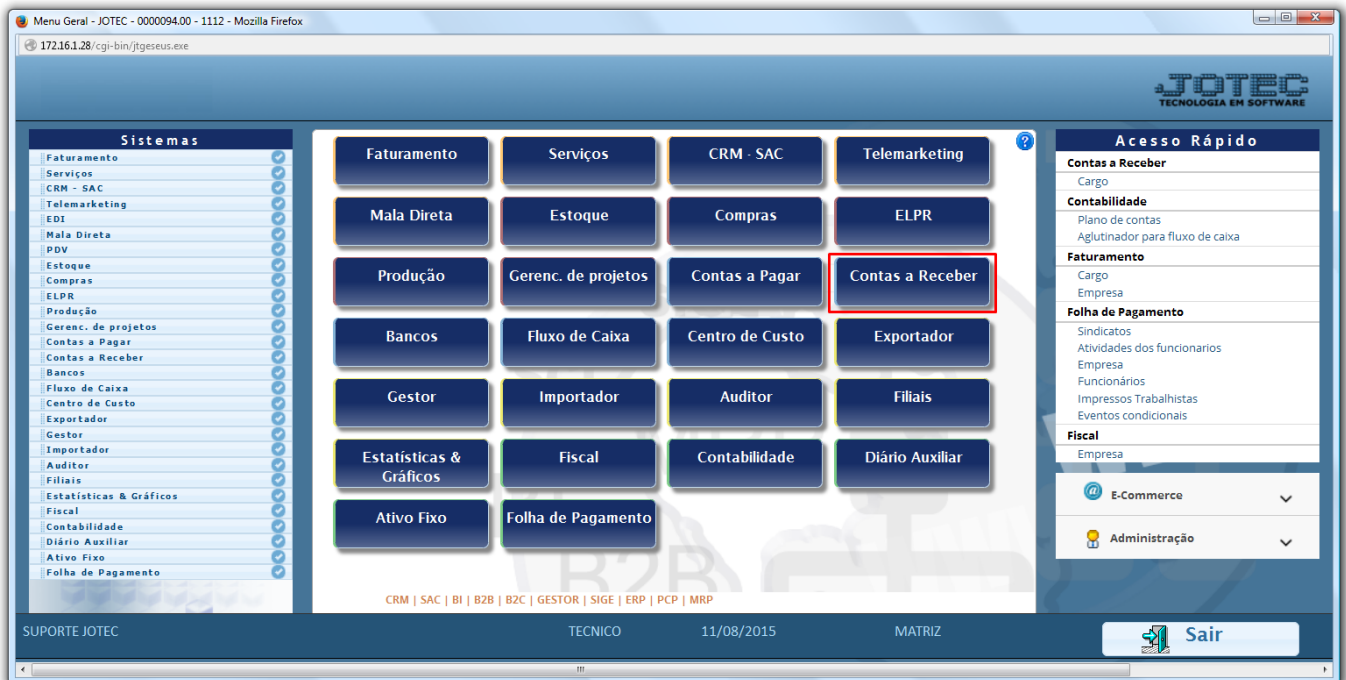 Menu Geral - JOTEC - 0000094.00 - 1112 - Mozilla Firefox
172.16.1.28/cgi-bin/jtgeseus.exe
JOTEC
TECNOLOGIA EM SOFTWARE
Sistemas
Faturamento
Serviços
CRM - SAC
Telemarketing
EDI
Mala Direta
PDV
Estoque
Compras
ELPR
Produção
Gerenc. de projetos
Contas a Pagar
Contas a Receber
Bancos
Fluxo de Caixa
Centro de Custo
Exportador
Gestor
Importador
Auditor
Filiais
Estatísticas & Gráficos
Fiscal
Contabilidade
Diário Auxiliar
Ativo Fixo
Folha de Pagamento
Faturamento Serviços CRM - SAC Telemarketing
Mala Direta Estoque Compras ELPR
Produção Gerenc. de projetos Contas a Pagar Contas a Receber
Bancos Fluxo de Caixa Centro de Custo Exportador
Gestor Importador Auditor Filiais
Estatísticas & Gráficos Fiscal Contabilidade Diário Auxiliar
Ativo Fixo Folha de Pagamento
B2B
CRM | SAC | BI | B2B | B2C | GESTOR | SIGE | ERP | PCP | MRP
Acesso Rápido
Contas a Receber
Cargo
Contabilidade
Plano de contas
Aglutinador para fluxo de caixa
Faturamento
Cargo
Empresa
Folha de Pagamento
Sindicatos
Atividades dos funcionarios
Empresa
Funcionários
Impressos Trabalhistas
Eventos condicionais
Fiscal
Empresa
E-Commerce
Administração
SUPORTE JOTEC TECNICO 11/08/2015 MATRIZ Sair